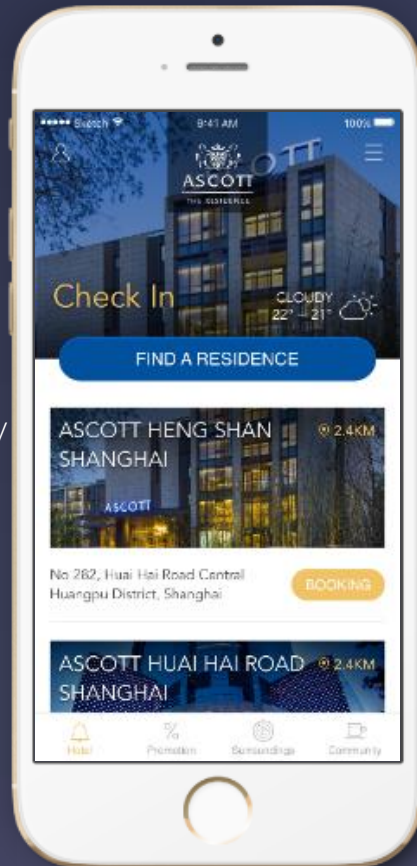 Sketch
9:41 AM
100%
OTT
ASCOTT
THE RESIDENCE
Check In
CLOUDY
22° – 21°
FIND A RESIDENCE
ASCOTT HENG SHAN
SHANGHAI
2.4KM
ASCOTT
No 282, Huai Hai Road Central
Huangpu District, Shanghai
BOOKING
ASCOTT HUAI HAI ROAD
SHANGHAI
2.4KM
Hotel
Promotion
Surroundings
Community